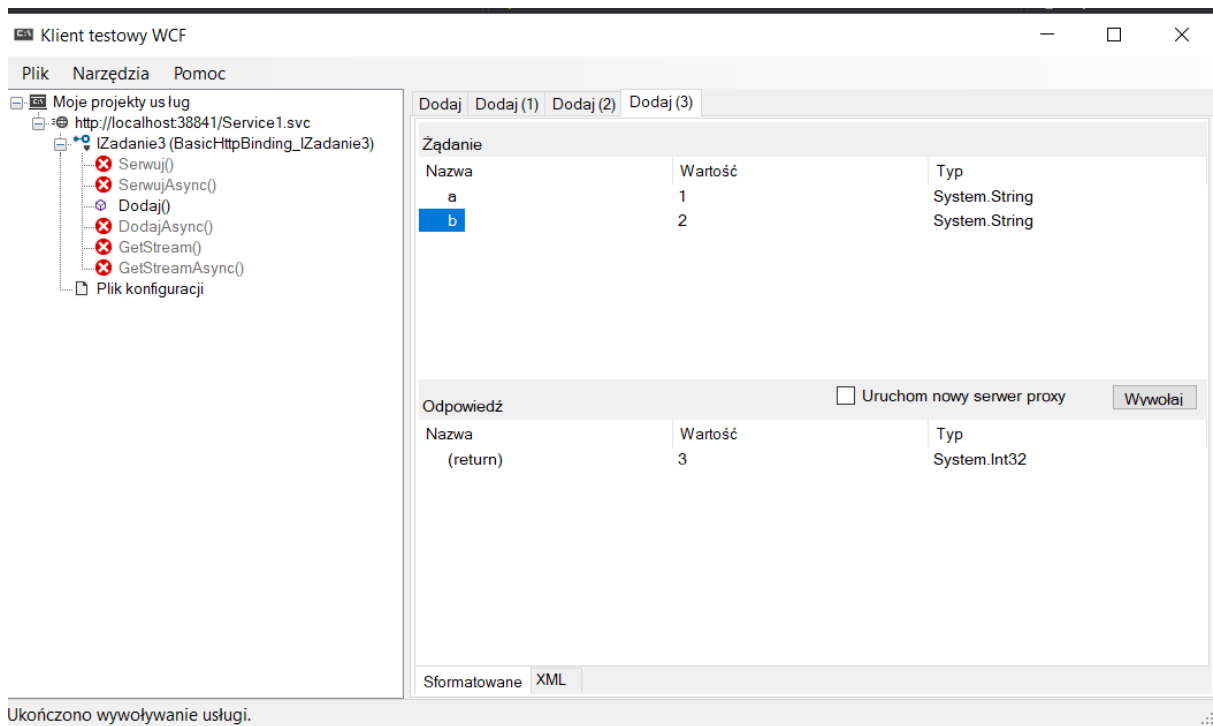 Klient testowy WCF
Plik Narzędzia Pomoc
Moje projekty usług
http://localhost:38841/Service1.svc
IZadanie3 (BasicHttpBinding_IZadanie3)
Serwuj()
SerwujAsync()
Dodaj()
DodajAsync()
GetStream()
GetStreamAsync()
Plik konfiguracji
Dodaj Dodaj (1) Dodaj (2) Dodaj (3)
Żądanie
Nazwa Wartość Typ
a 1 System.String
b 2 System.String
Odpowiedź Uruchom nowy serwer proxy Wywołaj
Nazwa Wartość Typ
(return) 3 System.Int32
Sformatowane XML
Ukończono wywoływanie usługi.